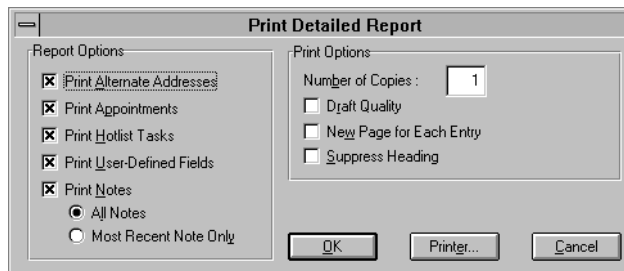 Print Detailed Report
Report Options
Print Alternate Addresses
Print Appointments
Print Hotlist Tasks
Print User-Defined Fields
Print Notes
All Notes
Most Recent Note Only
Print Options
Number of Copies : 1
Draft Quality
New Page for Each Entry
Suppress Heading
OK
Printer...
Cancel